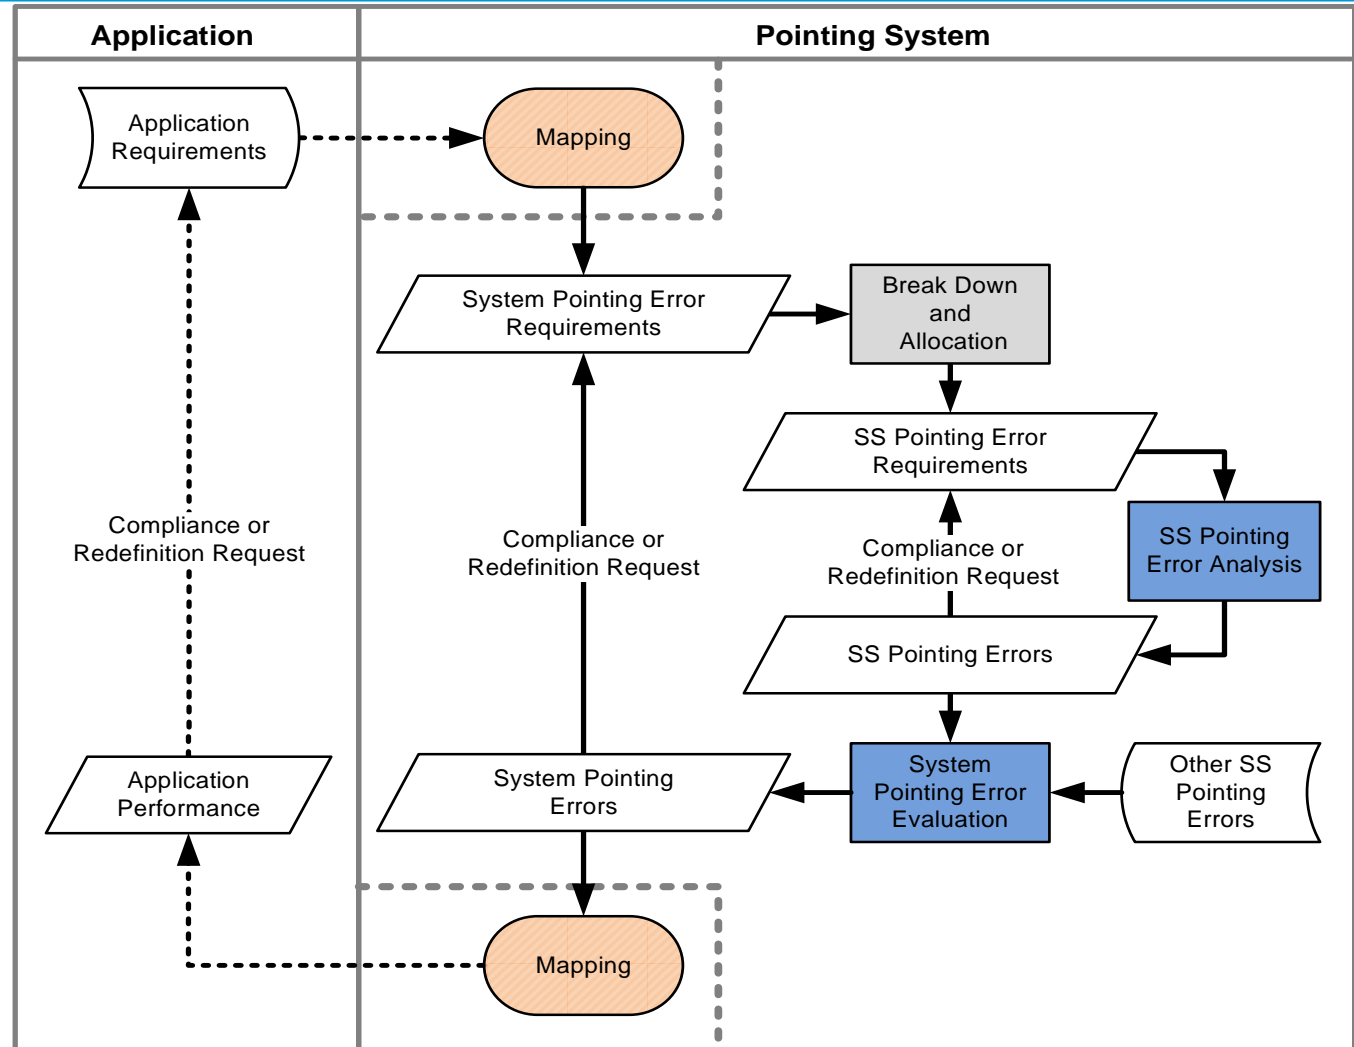 Application
Pointing System
Application
Requirements
Mapping
System Pointing Error
Requirements
Break Down
and
Allocation
SS Pointing Error
Requirements
Compliance or
Redefinition Request
Compliance or
Redefinition Request
Compliance or
Redefinition Request
SS Pointing
Error Analysis
SS Pointing Errors
Application
Performance
System Pointing
Errors
System
Pointing Error
Evaluation
Other SS
Pointing
Errors
Mapping